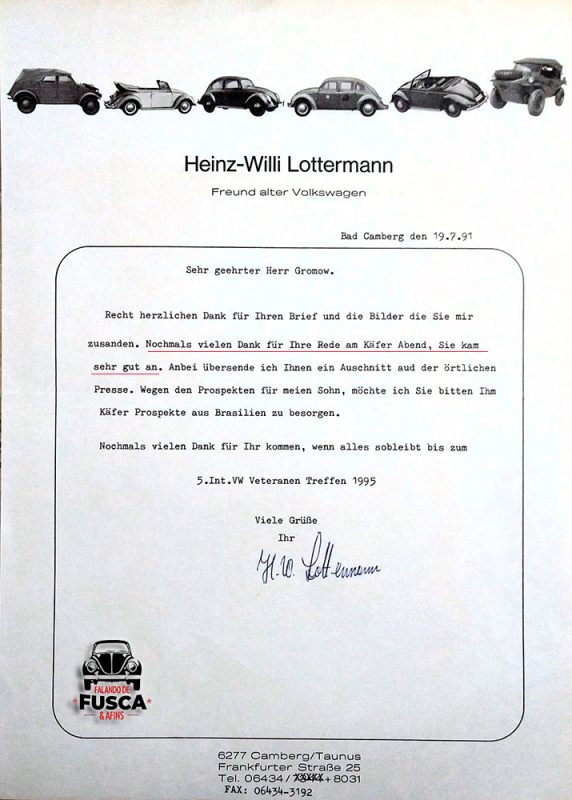 Heinz-Willi Lottermann
Freund alter Volkswagen
Bad Camberg den 19.7.91
Sehr geehrter Herr Gromow.
Recht herzlichen Dank für Ihren Brief und die Bilder die Sie mir
zusanden. Nochmals vielen Dank für Ihre Rede am Käfer Abend, Sie kam
sehr gut an. Anbei übersende ich Ihnen ein Auschnitt aud der örtlichen
Presse. Wegen den Prospekten für meien Sohn, möchte ich Sie bitten Ihm
Käfer Prospekte aus Brasilien zu besorgen.
Nochmals vielen Dank für Ihr kommen, wenn alles sobleibt bis zum
5.Int.VW Veteranen Treffen 1995
Viele Grüße
Ihr
H.W. Lottermann
FALANDO DE
FUSCA
& AFINS
6277 Camberg/Taunus
Frankfurter Straße 25
Tel. 06434/ + 8031
FAX: 06434-3192